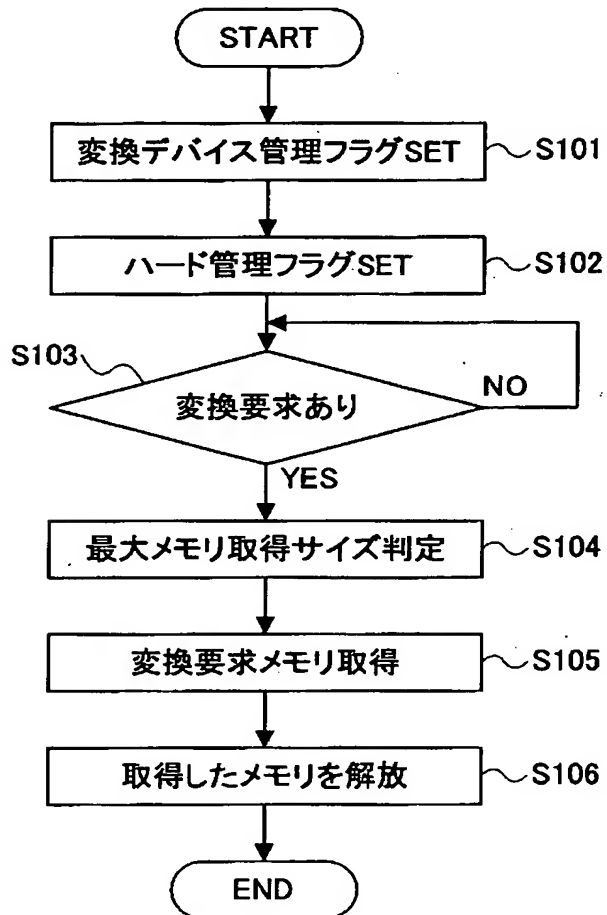 START
変換デバイス管理フラグSET
S101
ハード管理フラグSET
S102
S103
変換要求あり
NO
YES
最大メモリ取得サイズ判定
S104
変換要求メモリ取得
S105
取得したメモリを解放
S106
END